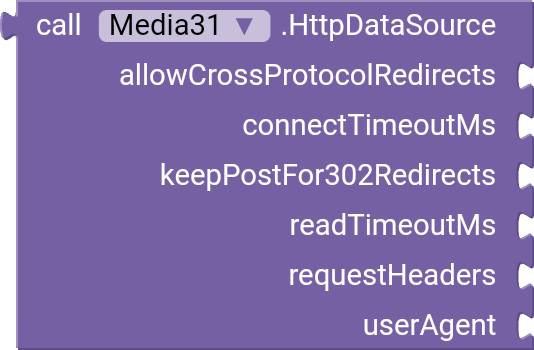 call Media31 ▼ .HttpDataSource
allowCrossProtocolRedirects
connectTimeoutMs
keepPostFor302Redirects
readTimeoutMs
requestHeaders
userAgent